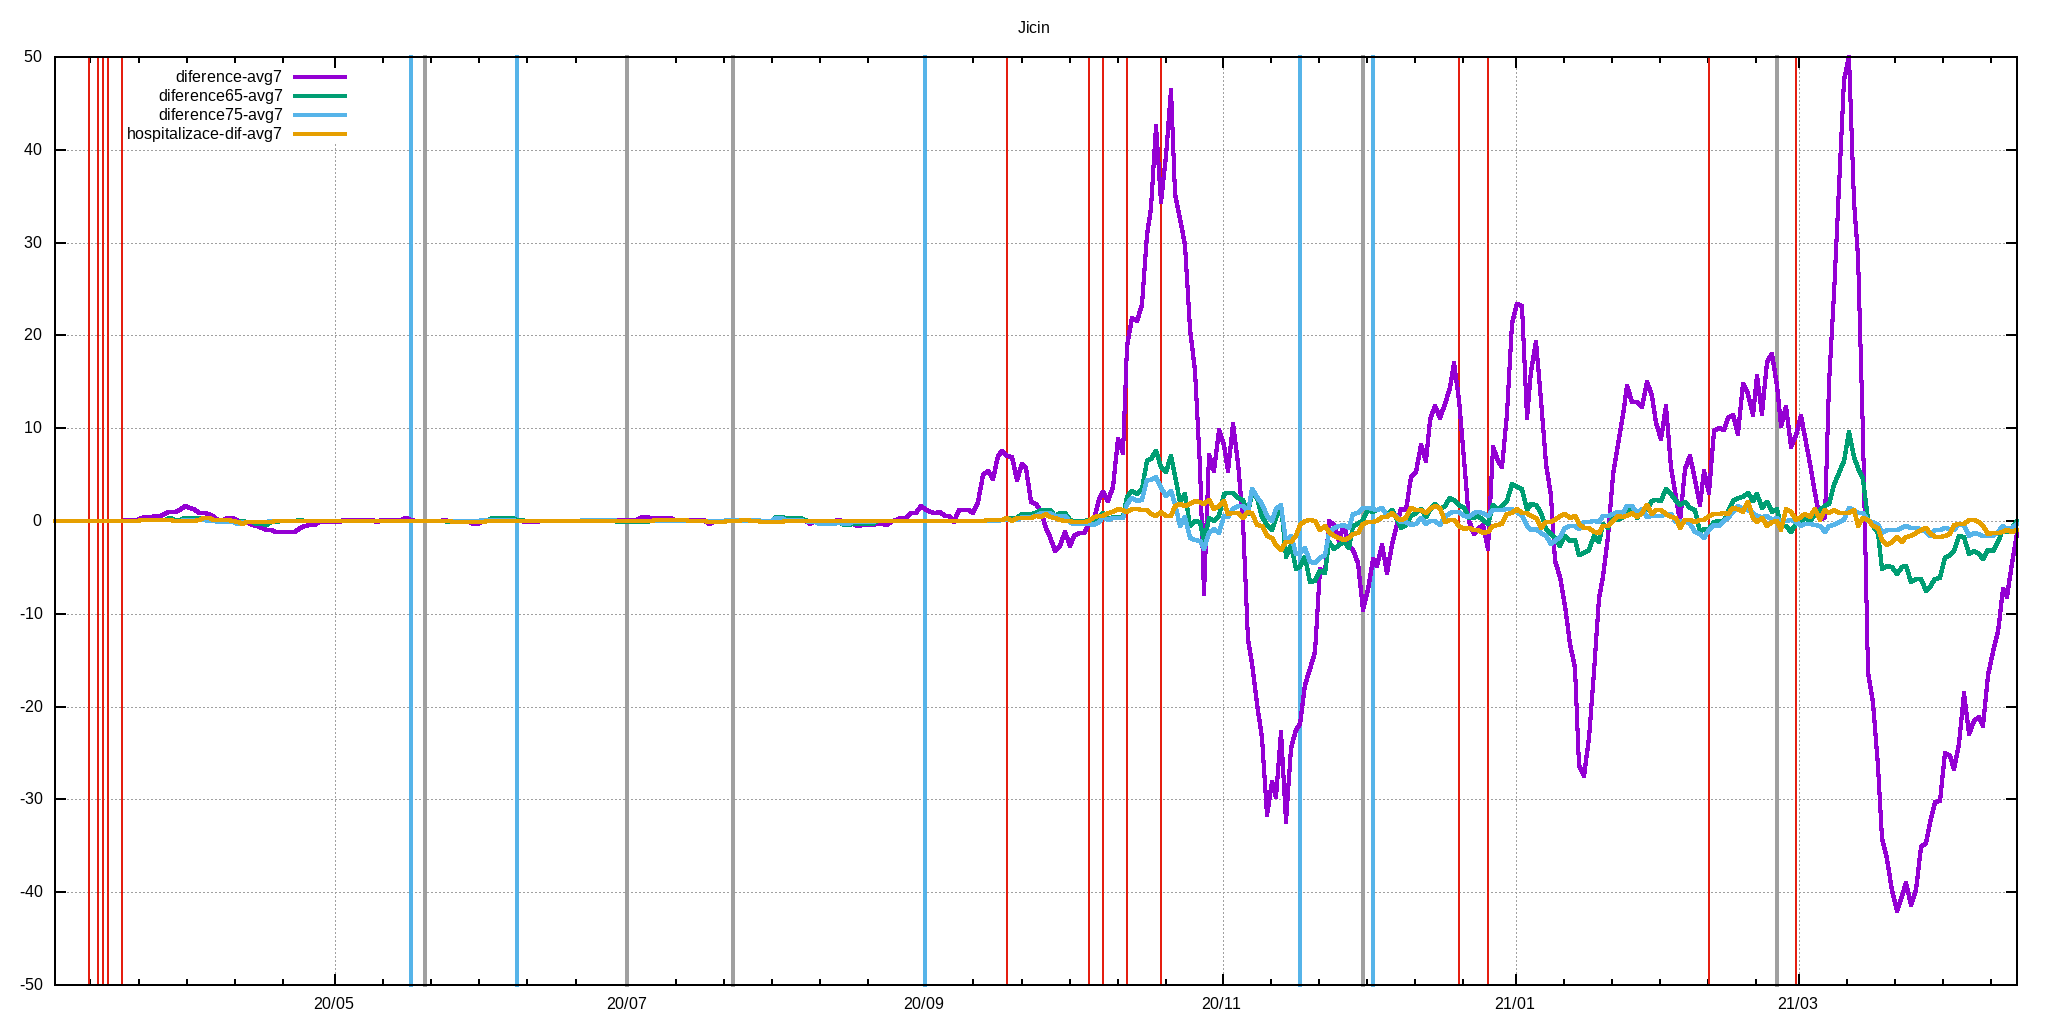 Jicin
diference-avg7
diference65-avg7
diference75-avg7
hospitalizace-dif-avg7
50
40
30
20
10
0
-10
-20
-30
-40
-50
20/05 20/07 20/09 20/11 21/01 21/03